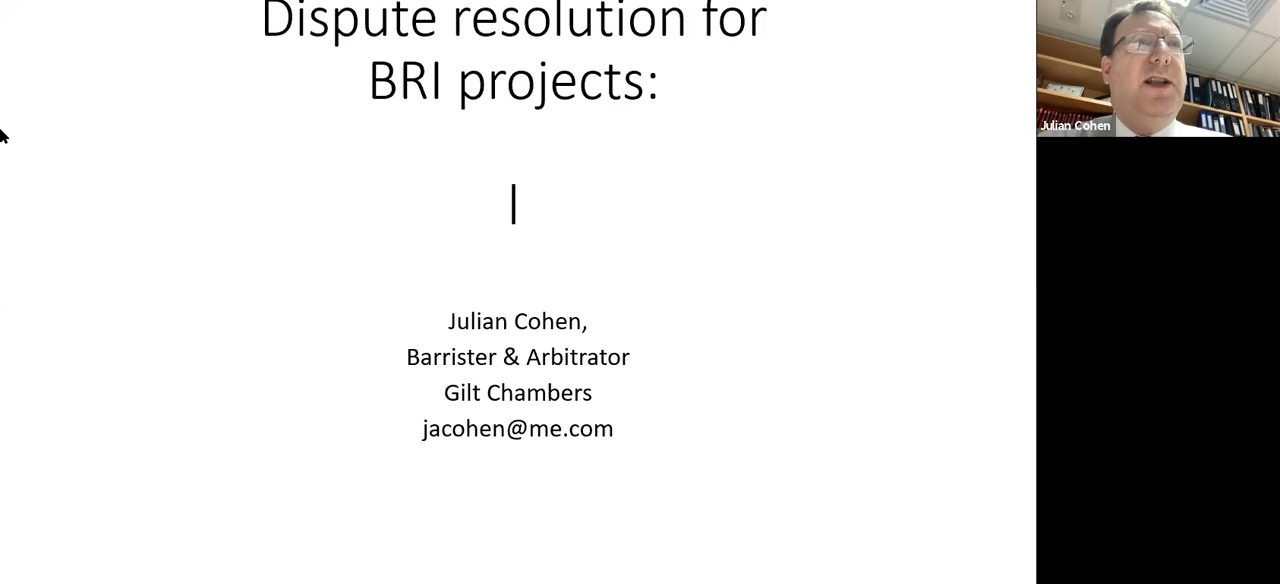 Dispute resolution for
BRI projects:
|
Julian Cohen,
Barrister & Arbitrator
Gilt Chambers
jacohen@me.com
Julian Cohen